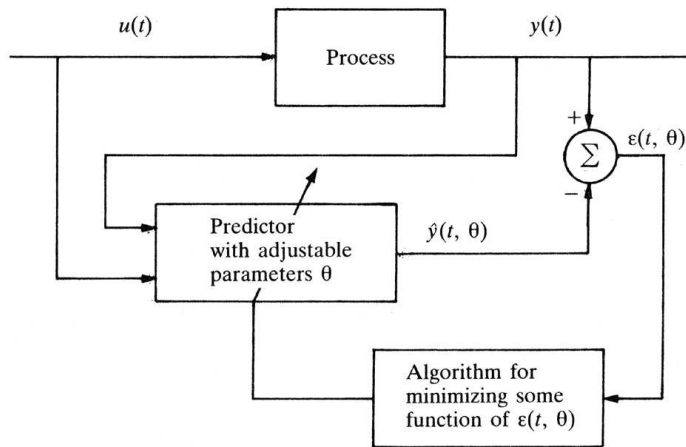 u(t)
y(t)
Process
+
Σ
ε(t, θ)
−
Predictor
with adjustable
parameters θ
ŷ(t, θ)
Algorithm for
minimizing some
function of ε(t, θ)